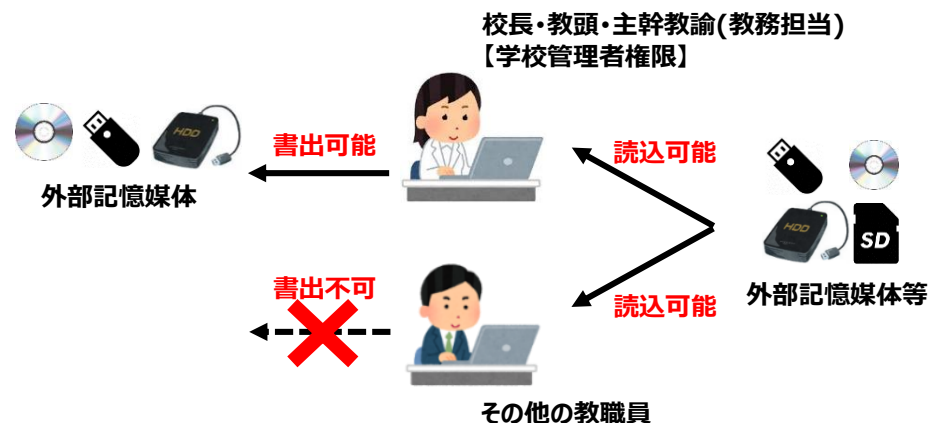 校長・教頭・主幹教諭(教務担当)
【学校管理者権限】
書出可能
読込可能
HDD
外部記憶媒体
HDD
SD
書出不可
読込可能
外部記憶媒体等
その他の教職員